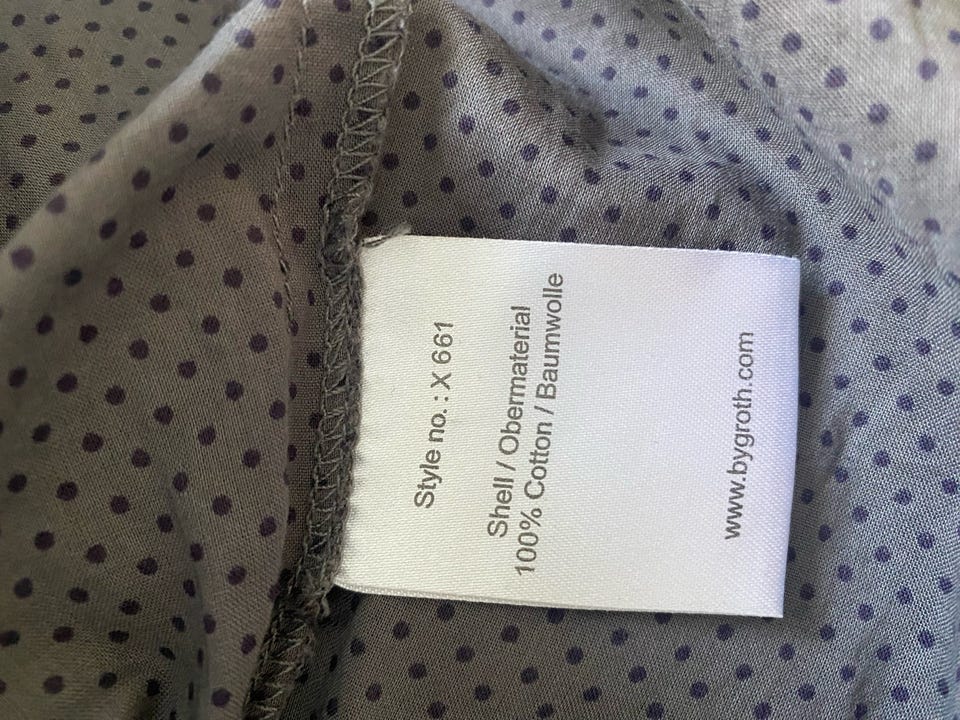 Style no. : X 661
Shell / Obermaterial
100% Cotton / Baumwolle
www.bygroth.com